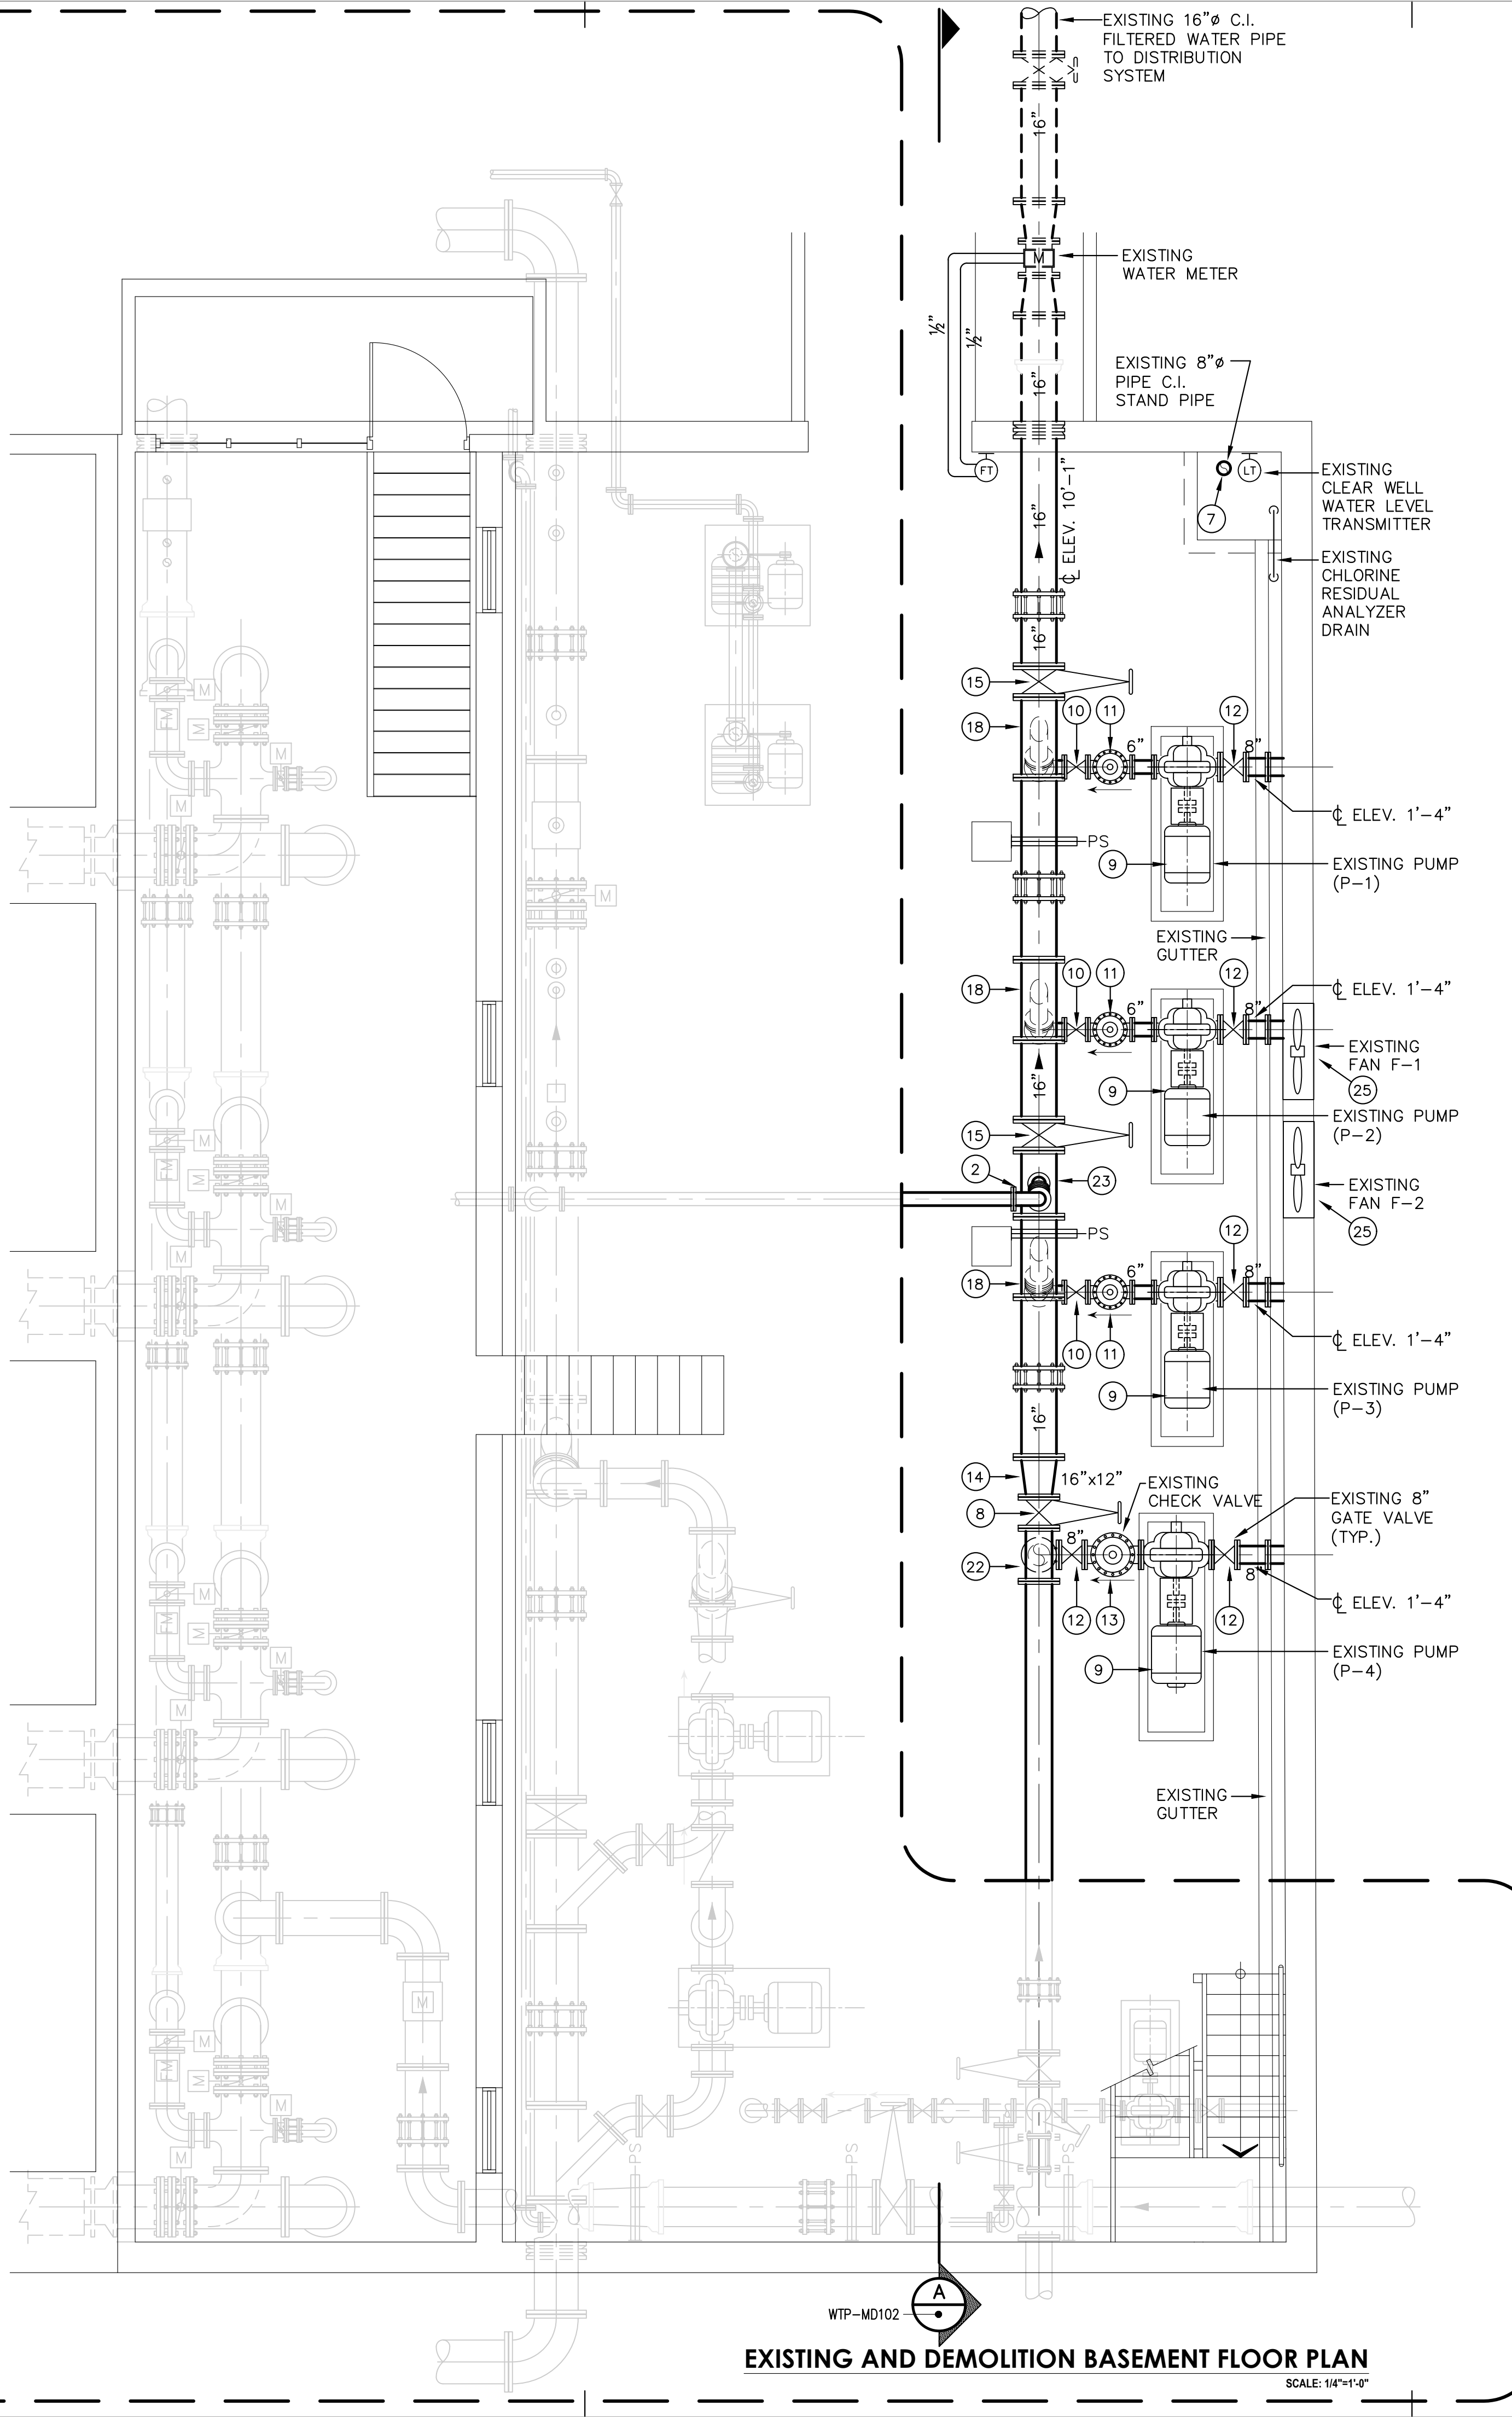 EXISTING 16"ø C.I.
FILTERED WATER PIPE
TO DISTRIBUTION
SYSTEM
16"
EXISTING
WATER METER
M
½"
½"
16"
EXISTING 8"ø
PIPE C.I.
STAND PIPE
FT
LT
7
16"
℄ ELEV. 10'-1"
EXISTING
CLEAR WELL
WATER LEVEL
TRANSMITTER
EXISTING
CHLORINE
RESIDUAL
ANALYZER
DRAIN
16"
15
18
10
11
12
6"
8"
℄ ELEV. 1'-4"
PS
9
EXISTING PUMP
(P-1)
EXISTING
GUTTER
18
10
11
12
6"
8"
℄ ELEV. 1'-4"
16"
9
EXISTING
FAN F-1
25
EXISTING PUMP
(P-2)
15
2
23
EXISTING
FAN F-2
25
PS
12
18
6"
8"
10
11
℄ ELEV. 1'-4"
9
EXISTING PUMP
(P-3)
16"
14
16"x12"
EXISTING
CHECK VALVE
EXISTING 8"
GATE VALVE
(TYP.)
8
8"
22
8"
12
13
12
℄ ELEV. 1'-4"
9
EXISTING PUMP
(P-4)
EXISTING
GUTTER
M
FM
M
M
M
M
M
FM
M
M
M
M
FM
M
M
M
M
M
FM
M
M
M
PS
PS
PS
A
WTP-MD102
EXISTING AND DEMOLITION BASEMENT FLOOR PLAN
SCALE: 1/4"=1'-0"